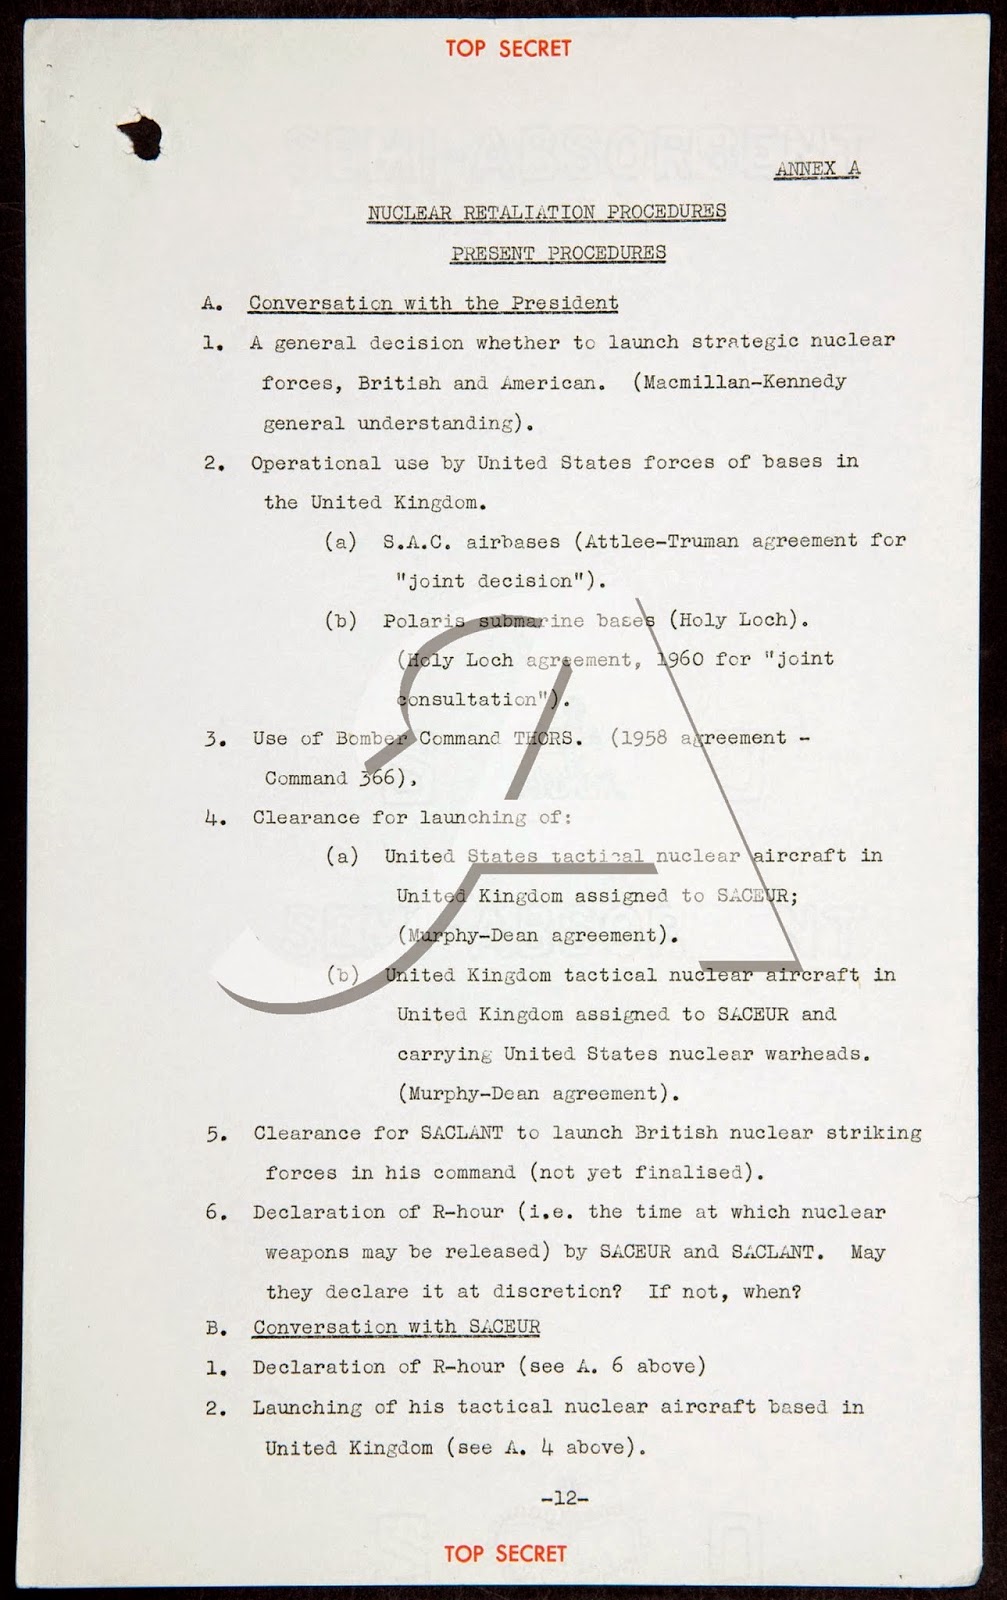 TOP SECRET
ANNEX A
NUCLEAR RETALIATION PROCEDURES
PRESENT PROCEDURES
A. Conversation with the President
1. A general decision whether to launch strategic nuclear
forces, British and American. (Macmillan-Kennedy
general understanding).
2. Operational use by United States forces of bases in
the United Kingdom.
(a) S.A.C. airbases (Attlee-Truman agreement for
"joint decision").
(b) Polaris submarine bases (Holy Loch).
(Holy Loch agreement, 1960 for "joint
consultation").
3. Use of Bomber Command THORS. (1958 agreement -
Command 366),
4. Clearance for launching of:
(a) United States tactical nuclear aircraft in
United Kingdom assigned to SACEUR;
(Murphy-Dean agreement).
(b) United Kingdom tactical nuclear aircraft in
United Kingdom assigned to SACEUR and
carrying United States nuclear warheads.
(Murphy-Dean agreement).
5. Clearance for SACLANT to launch British nuclear striking
forces in his command (not yet finalised).
6. Declaration of R-hour (i.e. the time at which nuclear
weapons may be released) by SACEUR and SACLANT. May
they declare it at discretion? If not, when?
B. Conversation with SACEUR
1. Declaration of R-hour (see A. 6 above)
2. Launching of his tactical nuclear aircraft based in
United Kingdom (see A. 4 above).
-12-
TOP SECRET